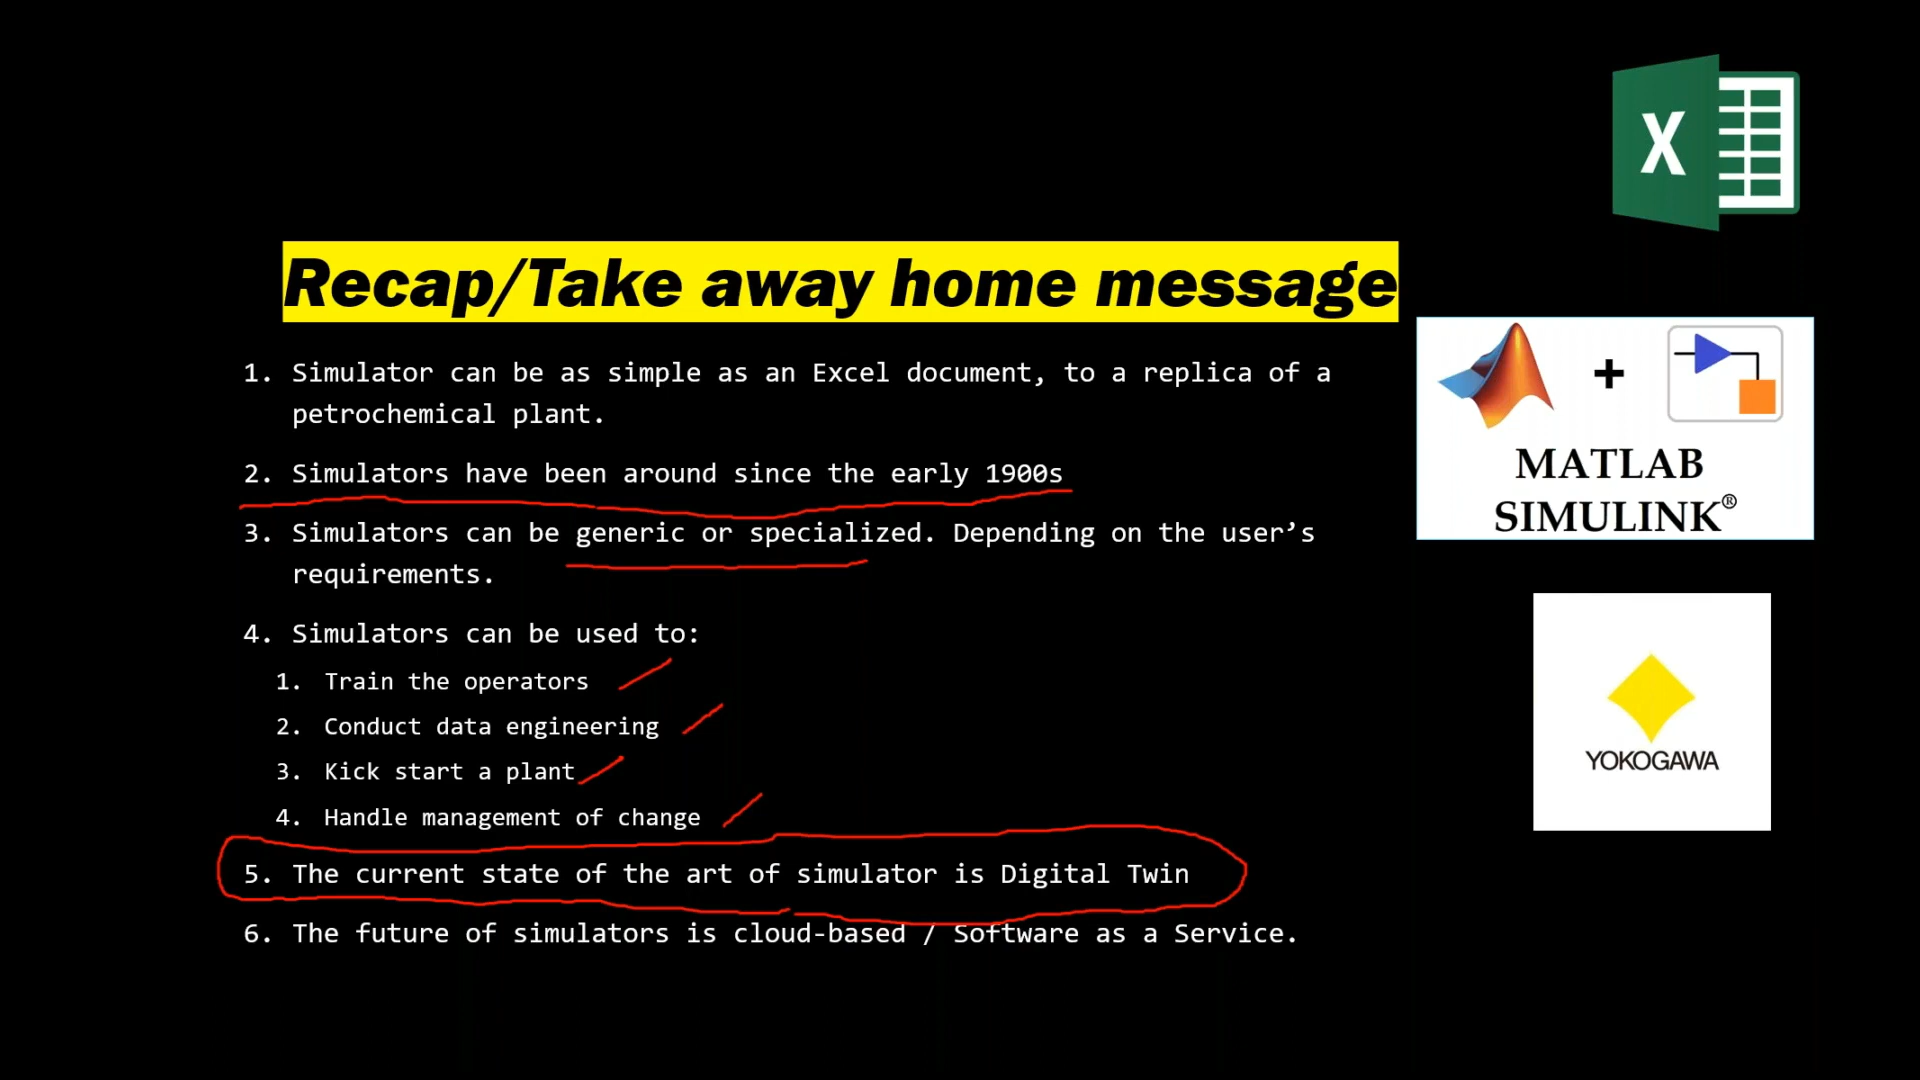 X
Recap/Take away home message
1. Simulator can be as simple as an Excel document, to a replica of a
petrochemical plant.
2. Simulators have been around since the early 1900s
3. Simulators can be generic or specialized. Depending on the user’s
requirements.
4. Simulators can be used to:
1. Train the operators
2. Conduct data engineering
3. Kick start a plant
4. Handle management of change
5. The current state of the art of simulator is Digital Twin
6. The future of simulators is cloud-based / Software as a Service.
+
MATLAB
SIMULINK®
YOKOGAWA